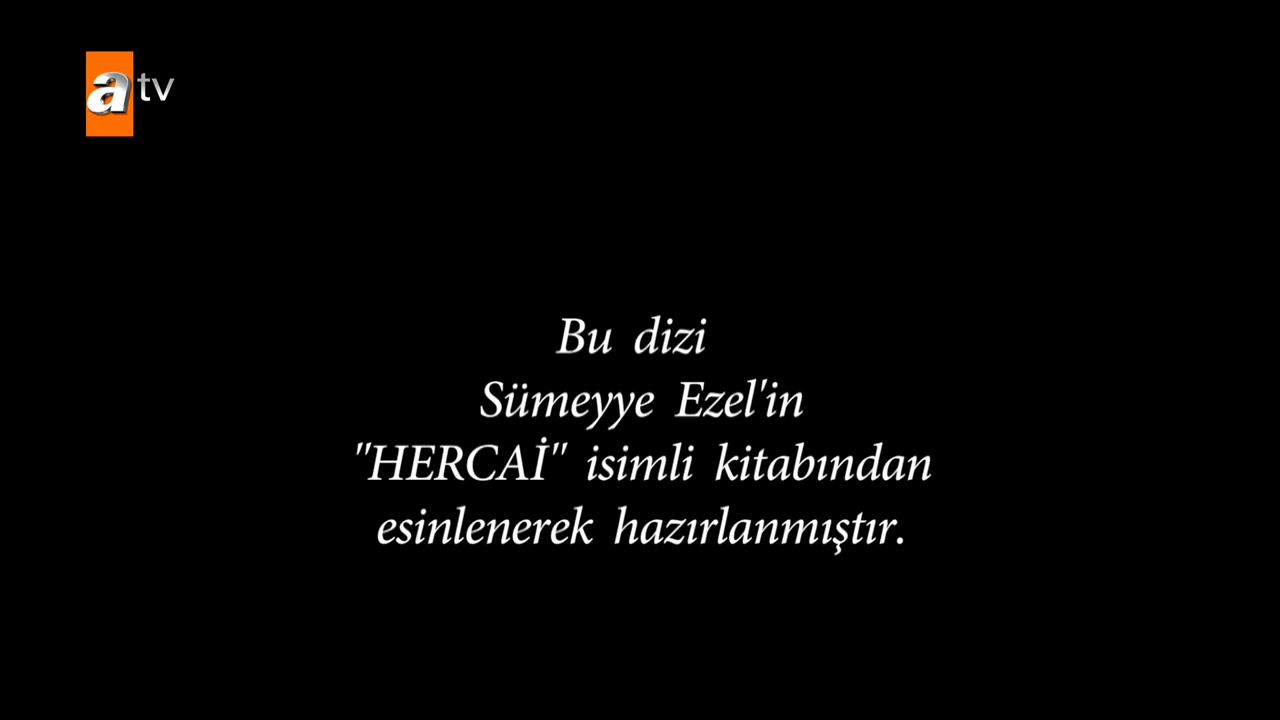 atv
Bu dizi
Sümeyye Ezel'in
"HERCAİ" isimli kitabından
esinlenerek hazırlanmıştır.